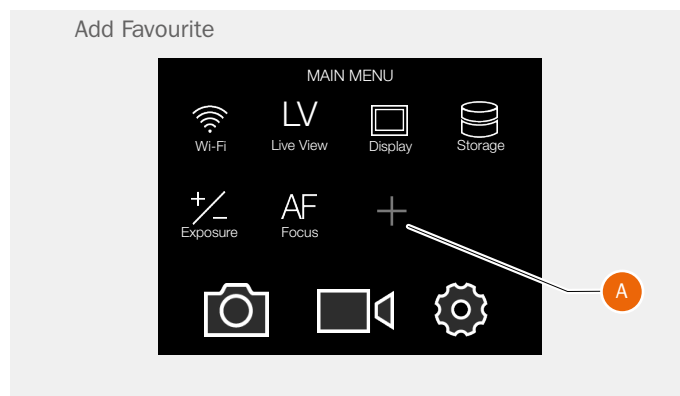 Add Favourite
MAIN MENU
LV
Wi-Fi Live View Display Storage
AF
Exposure Focus
A